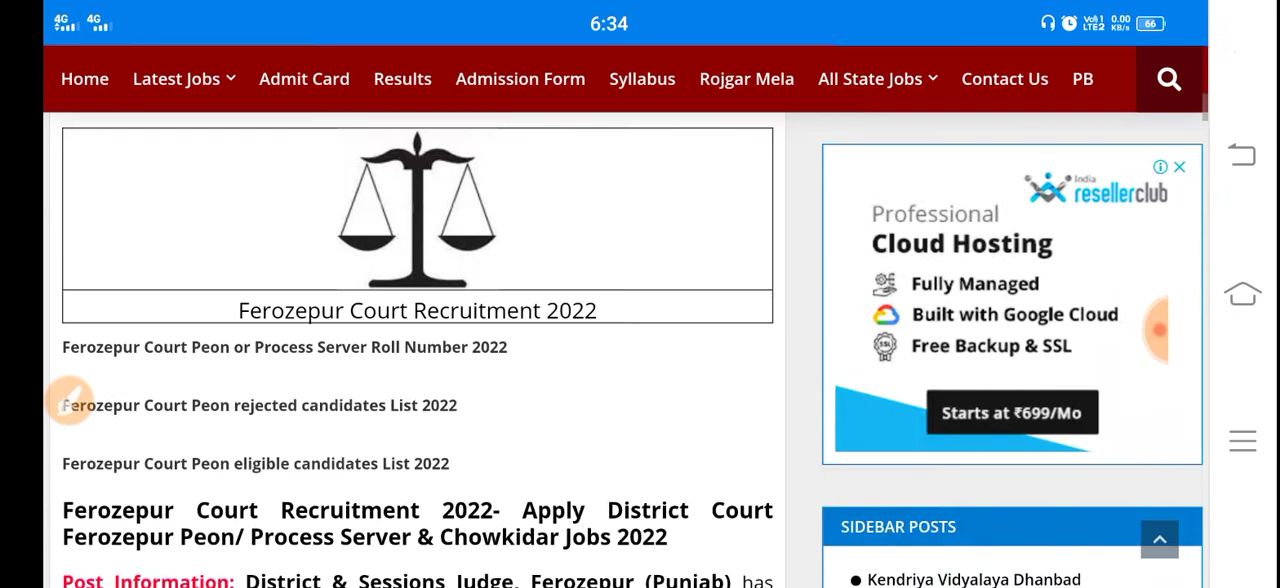 4G 4G 6:34 Vo)) 1 LTE2 0.00 KB/s 66
Home Latest Jobs Admit Card Results Admission Form Syllabus Rojgar Mela All State Jobs Contact Us PB
Ferozepur Court Recruitment 2022
Ferozepur Court Peon or Process Server Roll Number 2022
Ferozepur Court Peon rejected candidates List 2022
Ferozepur Court Peon eligible candidates List 2022
Ferozepur Court Recruitment 2022- Apply District Court
Ferozepur Peon/ Process Server & Chowkidar Jobs 2022
Post Information: District & Sessions Judge, Ferozepur (Punjab) has
India
resellerclub
Professional
Cloud Hosting
Fully Managed
Built with Google Cloud
SSL
Free Backup & SSL
Starts at ₹699/Mo
SIDEBAR POSTS
● Kendriya Vidyalaya Dhanbad